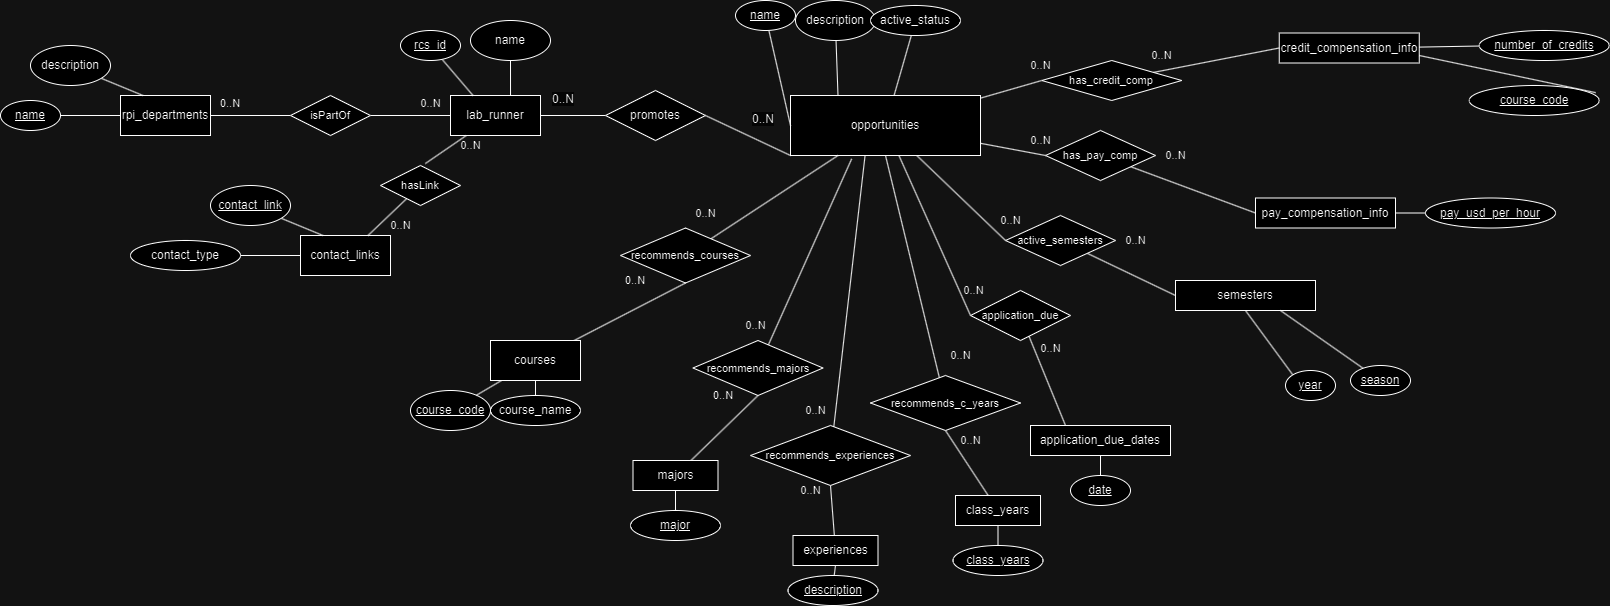 name
description
active_status
rcs_id
name
description
name
rpi_departments
0..N
isPartOf
0..N
lab_runner
0..N
promotes
0..N
opportunities
0..N
has_credit_comp
0..N
credit_compensation_info
number_of_credits
course_code
0..N
has_pay_comp
0..N
pay_compensation_info
pay_usd_per_hour
0..N
hasLink
0..N
contact_link
contact_type
contact_links
0..N
recommends_courses
0..N
courses
course_code
course_name
0..N
active_semesters
0..N
semesters
year
season
0..N
application_due
0..N
application_due_dates
date
0..N
recommends_majors
0..N
majors
major
0..N
recommends_experiences
0..N
experiences
description
0..N
recommends_c_years
0..N
class_years
class_years